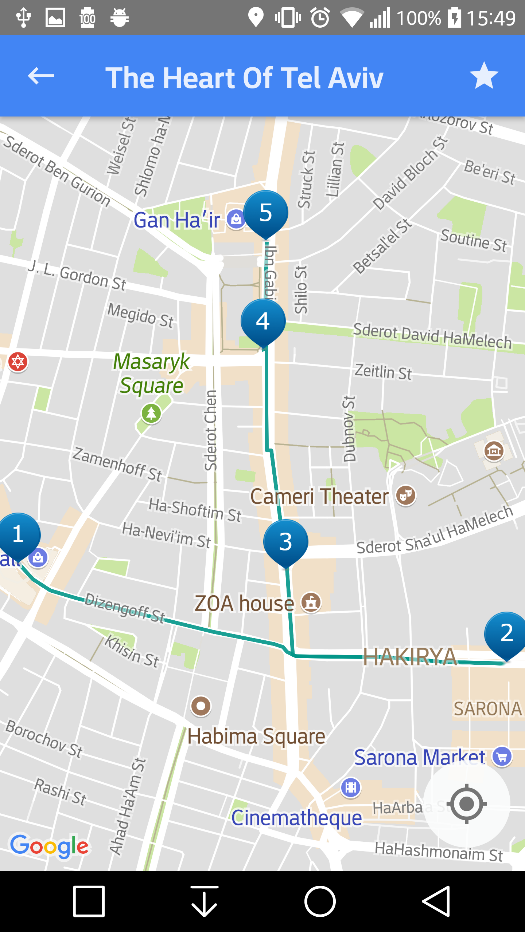 100
100% 15:49
The Heart Of Tel Aviv
Weisel St
Shlomo ha-M
Sderot Ben Gurion
Struck St
Lillian St
David Bloch St
Be'eri St
Gan Ha'ir
5
Betsal'el St
Soutine St
J. L. Gordon St
Ibn Gabi
Shilo St
Megido St
4
Sderot David HaMelech
Masaryk
Square
Zeitlin St
Sderot Chen
Dubnov St
Zamenhoff St
Cameri Theater
Ha-Shoftim St
1
Ha-Nevi'im St
3
Sderot Sha'ul HaMelech
Dizengoff St
ZOA house
2
Khisin St
HAKIRYA
SARONA
Habima Square
Borochov St
Sarona Market
Rashi St
Ahad Ha'Am St
Cinematheque
HaArba
Google
HaHashmonaim St